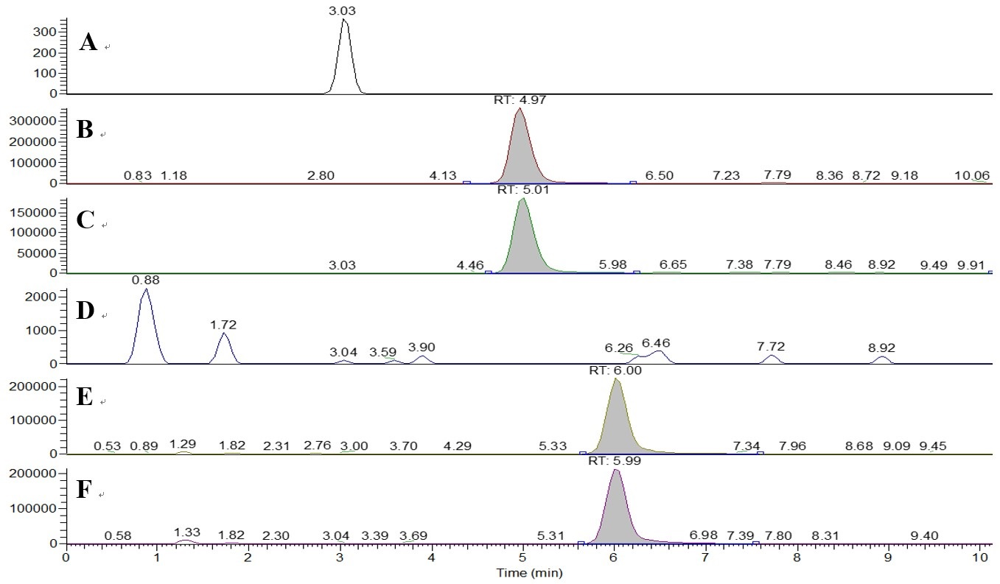 3.03
300
200
100
0
A
RT: 4.97
300000
200000
100000
0
B
0.83 1.18 2.80 4.13 6.50 7.23 7.79 8.36 8.72 9.18 10.06
RT: 5.01
150000
100000
50000
0
C
3.03 4.46 5.98 6.65 7.38 7.79 8.46 8.92 9.49 9.91
0.88
2000
1000
0
D
1.72
3.04 3.59 3.90 6.26 6.46 7.72 8.92
RT: 6.00
200000
100000
0
E
0.53 0.89 1.29 1.82 2.31 2.76 3.00 3.70 4.29 5.33 7.34 7.96 8.68 9.09 9.45
RT: 5.99
200000
100000
0
F
0.58 1.33 1.82 2.30 3.04 3.39 3.69 5.31 6.98 7.39 7.80 8.31 9.40
0 1 2 3 4 5 6 7 8 9 10
Time (min)